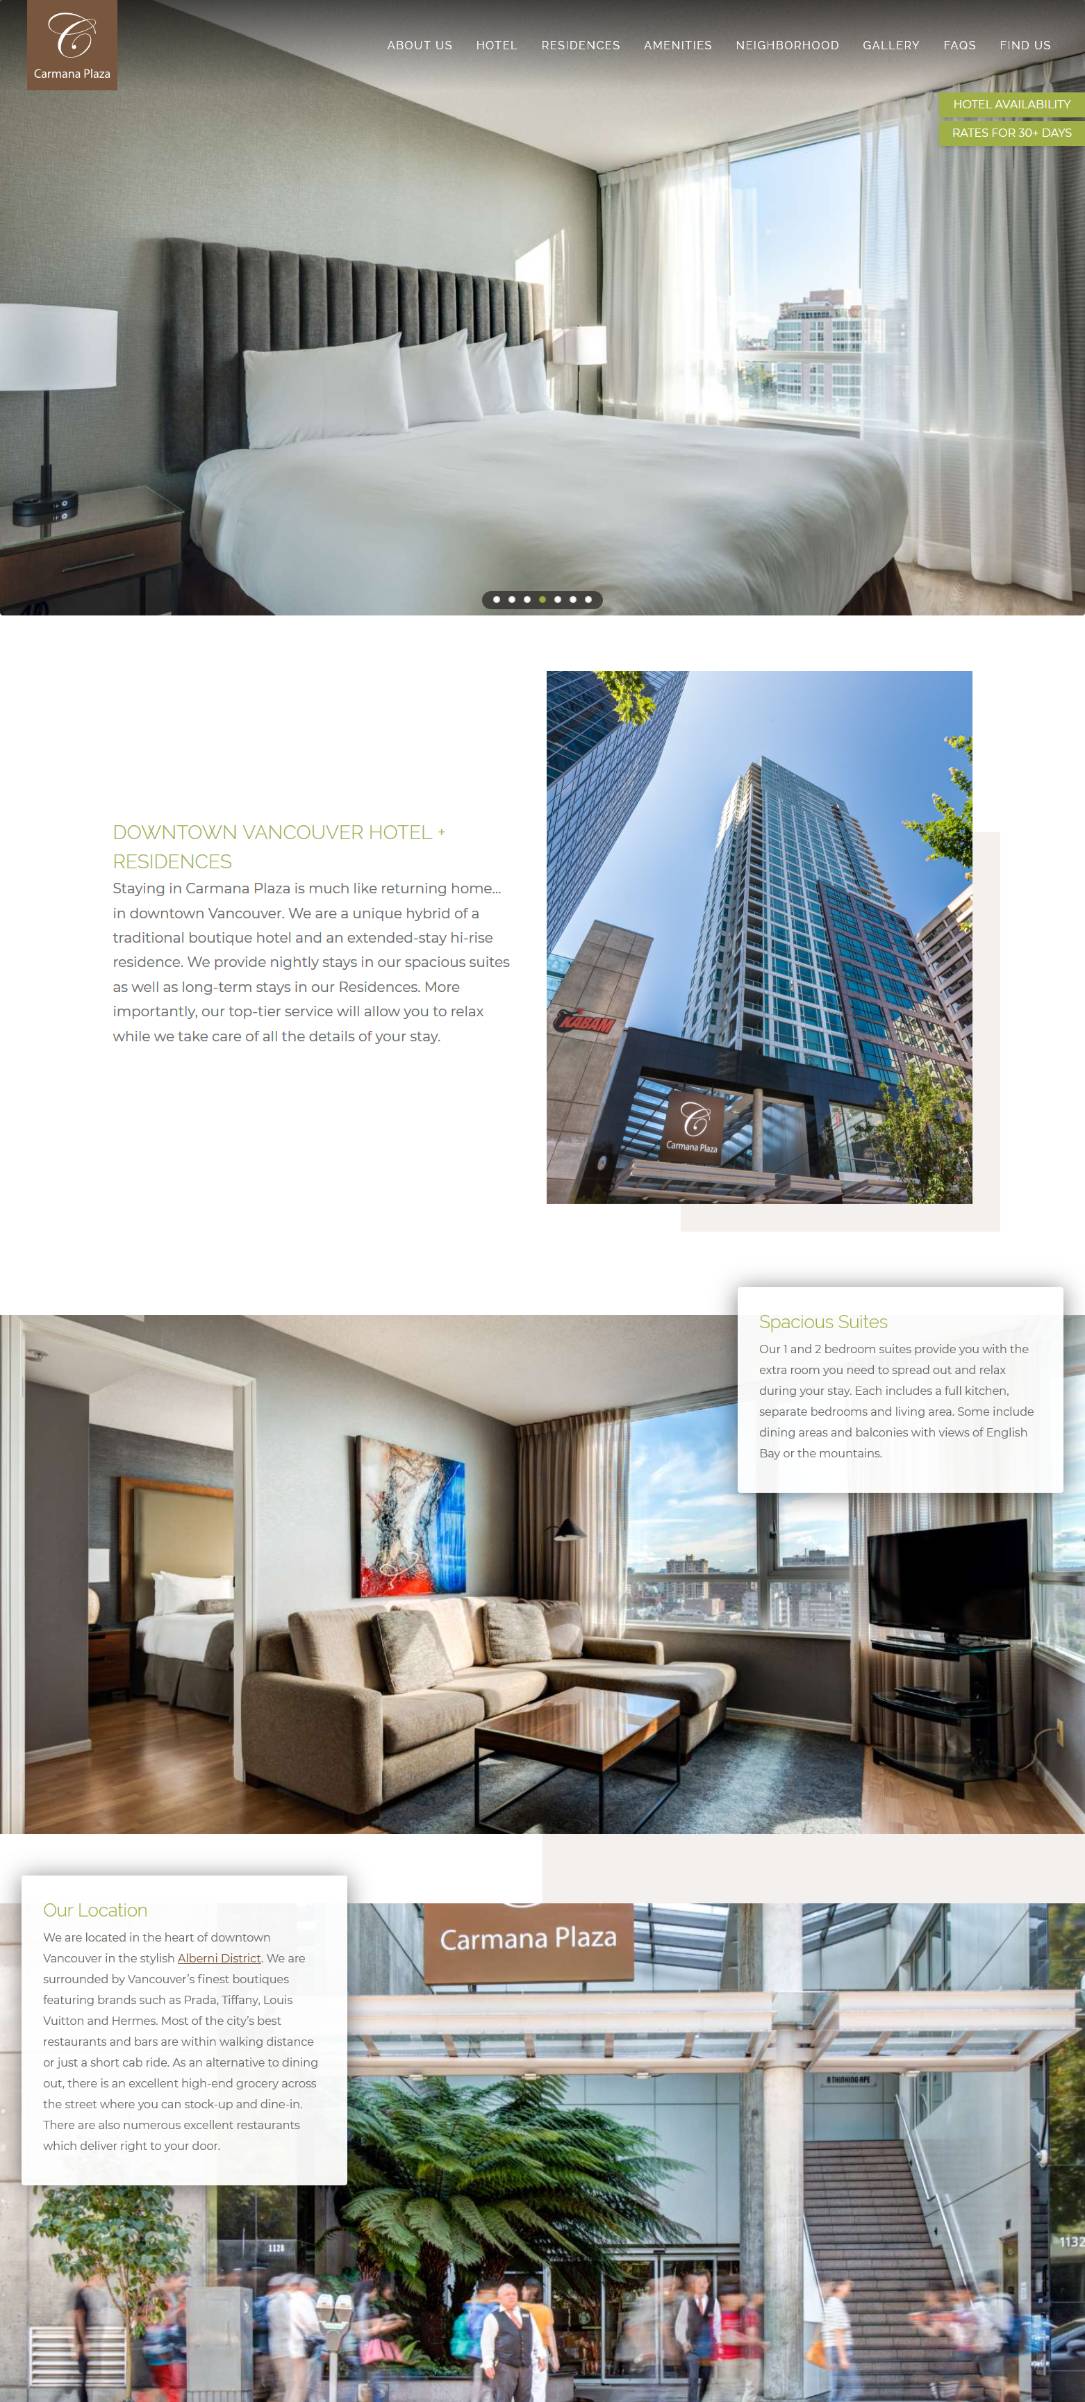 Carmana Plaza
ABOUT US HOTEL RESIDENCES AMENITIES NEIGHBORHOOD GALLERY FAQS FIND US
HOTEL AVAILABILITY
RATES FOR 30+ DAYS
DOWNTOWN VANCOUVER HOTEL +
RESIDENCES
Staying in Carmana Plaza is much like returning home...
in downtown Vancouver. We are a unique hybrid of a
traditional boutique hotel and an extended-stay hi-rise
residence. We provide nightly stays in our spacious suites
as well as long-term stays in our Residences. More
importantly, our top-tier service will allow you to relax
while we take care of all the details of your stay.
KABAM
Carmana Plaza
Spacious Suites
Our 1 and 2 bedroom suites provide you with the
extra room you need to spread out and relax
during your stay. Each includes a full kitchen,
separate bedrooms and living area. Some include
dining areas and balconies with views of English
Bay or the mountains.
Our Location
We are located in the heart of downtown
Vancouver in the stylish Alberni District. We are
surrounded by Vancouver's finest boutiques
featuring brands such as Prada, Tiffany, Louis
Vuitton and Hermes. Most of the city's best
restaurants and bars are within walking distance
or just a short cab ride. As an alternative to dining
out, there is an excellent high-end grocery across
the street where you can stock-up and dine-in.
There are also numerous excellent restaurants
which deliver right to your door.
Carmana Plaza
A THINKING APE
1128
1132